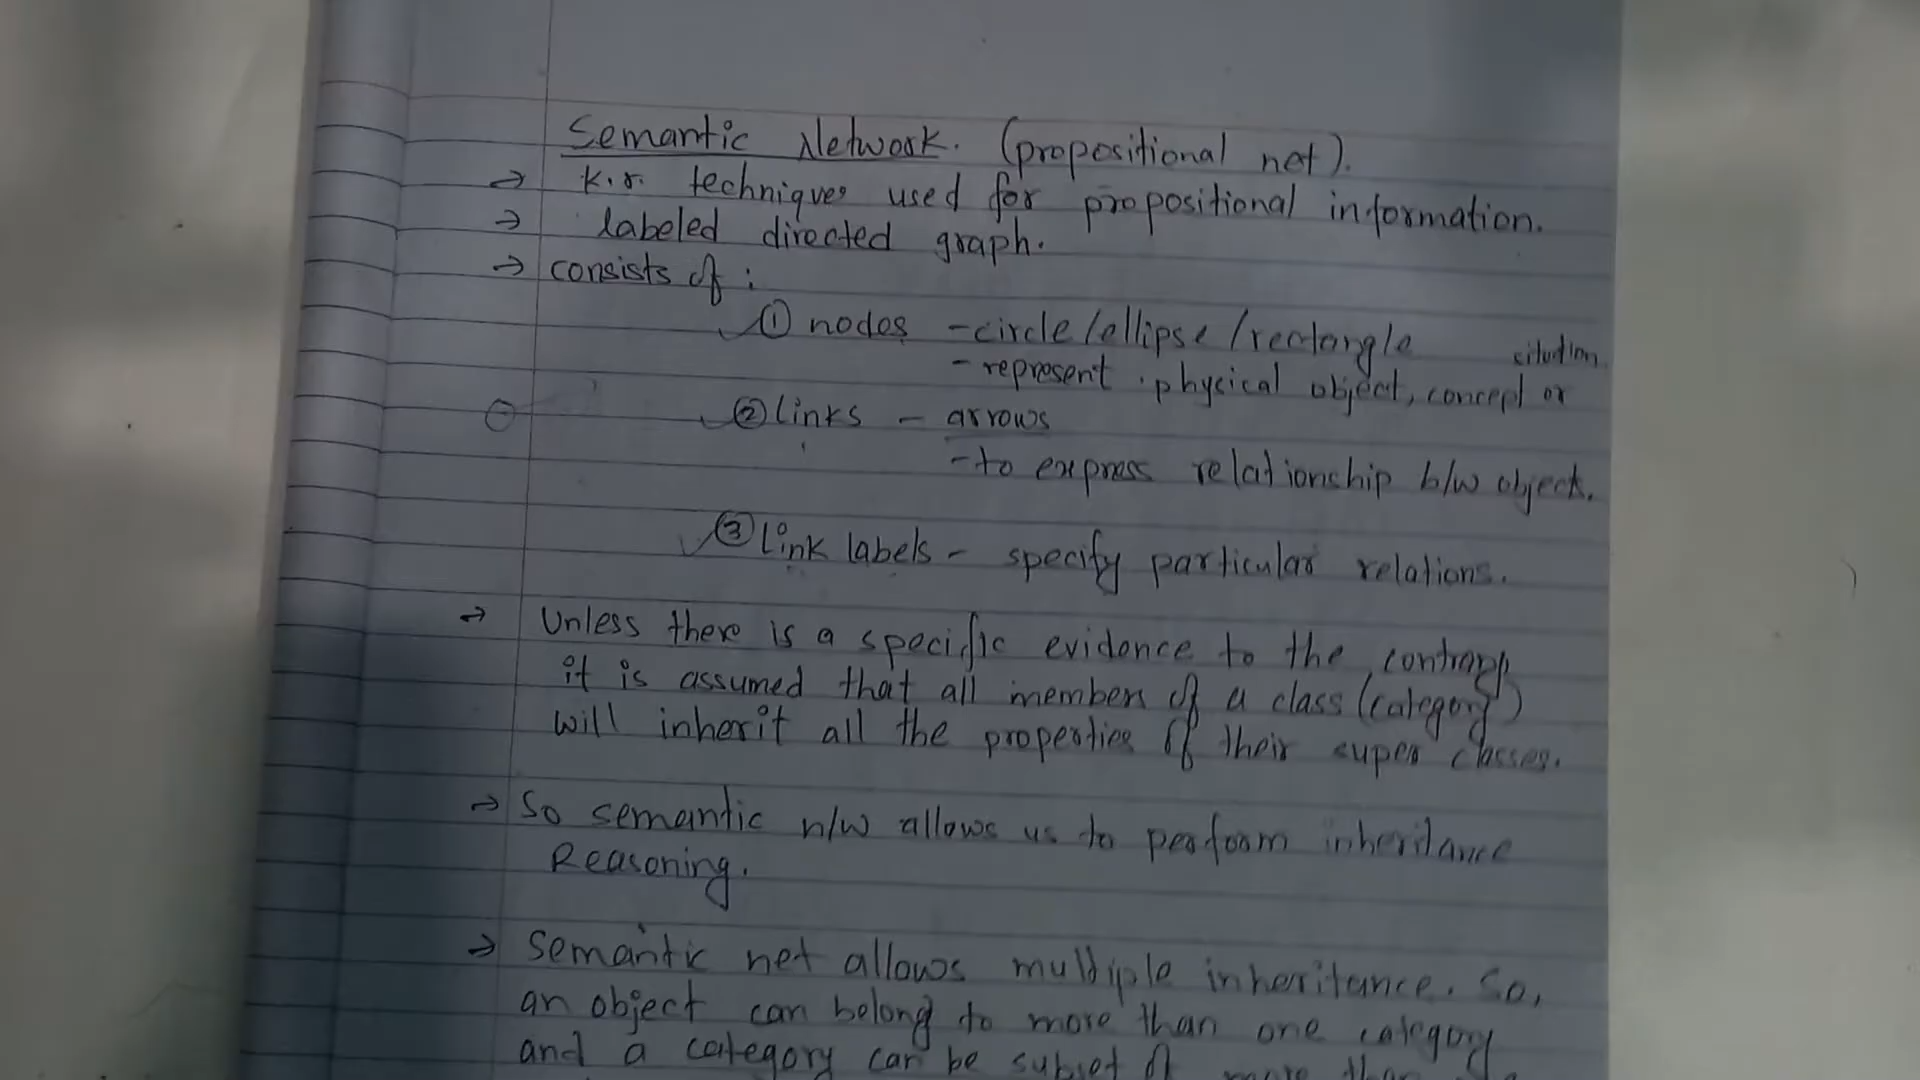 Semantic Network. (propositional net).
→ K.r. techniques used for propositional information.
→ labeled directed graph.
→ consists of :
① nodes - circle/ellipse/rectangle
- represent physical object, concept or situation
② links - arrows
- to express relationship b/w object.
③ link labels - specify particular relations.
→ Unless there is a specific evidence to the contrary
it is assumed that all members of a class (category)
will inherit all the properties of their super classes.
→ So semantic n/w allows us to perform inheritance
Reasoning.
→ Semantic net allows multiple inheritance. So,
an object can belong to more than one category
and a category can be subset of more than